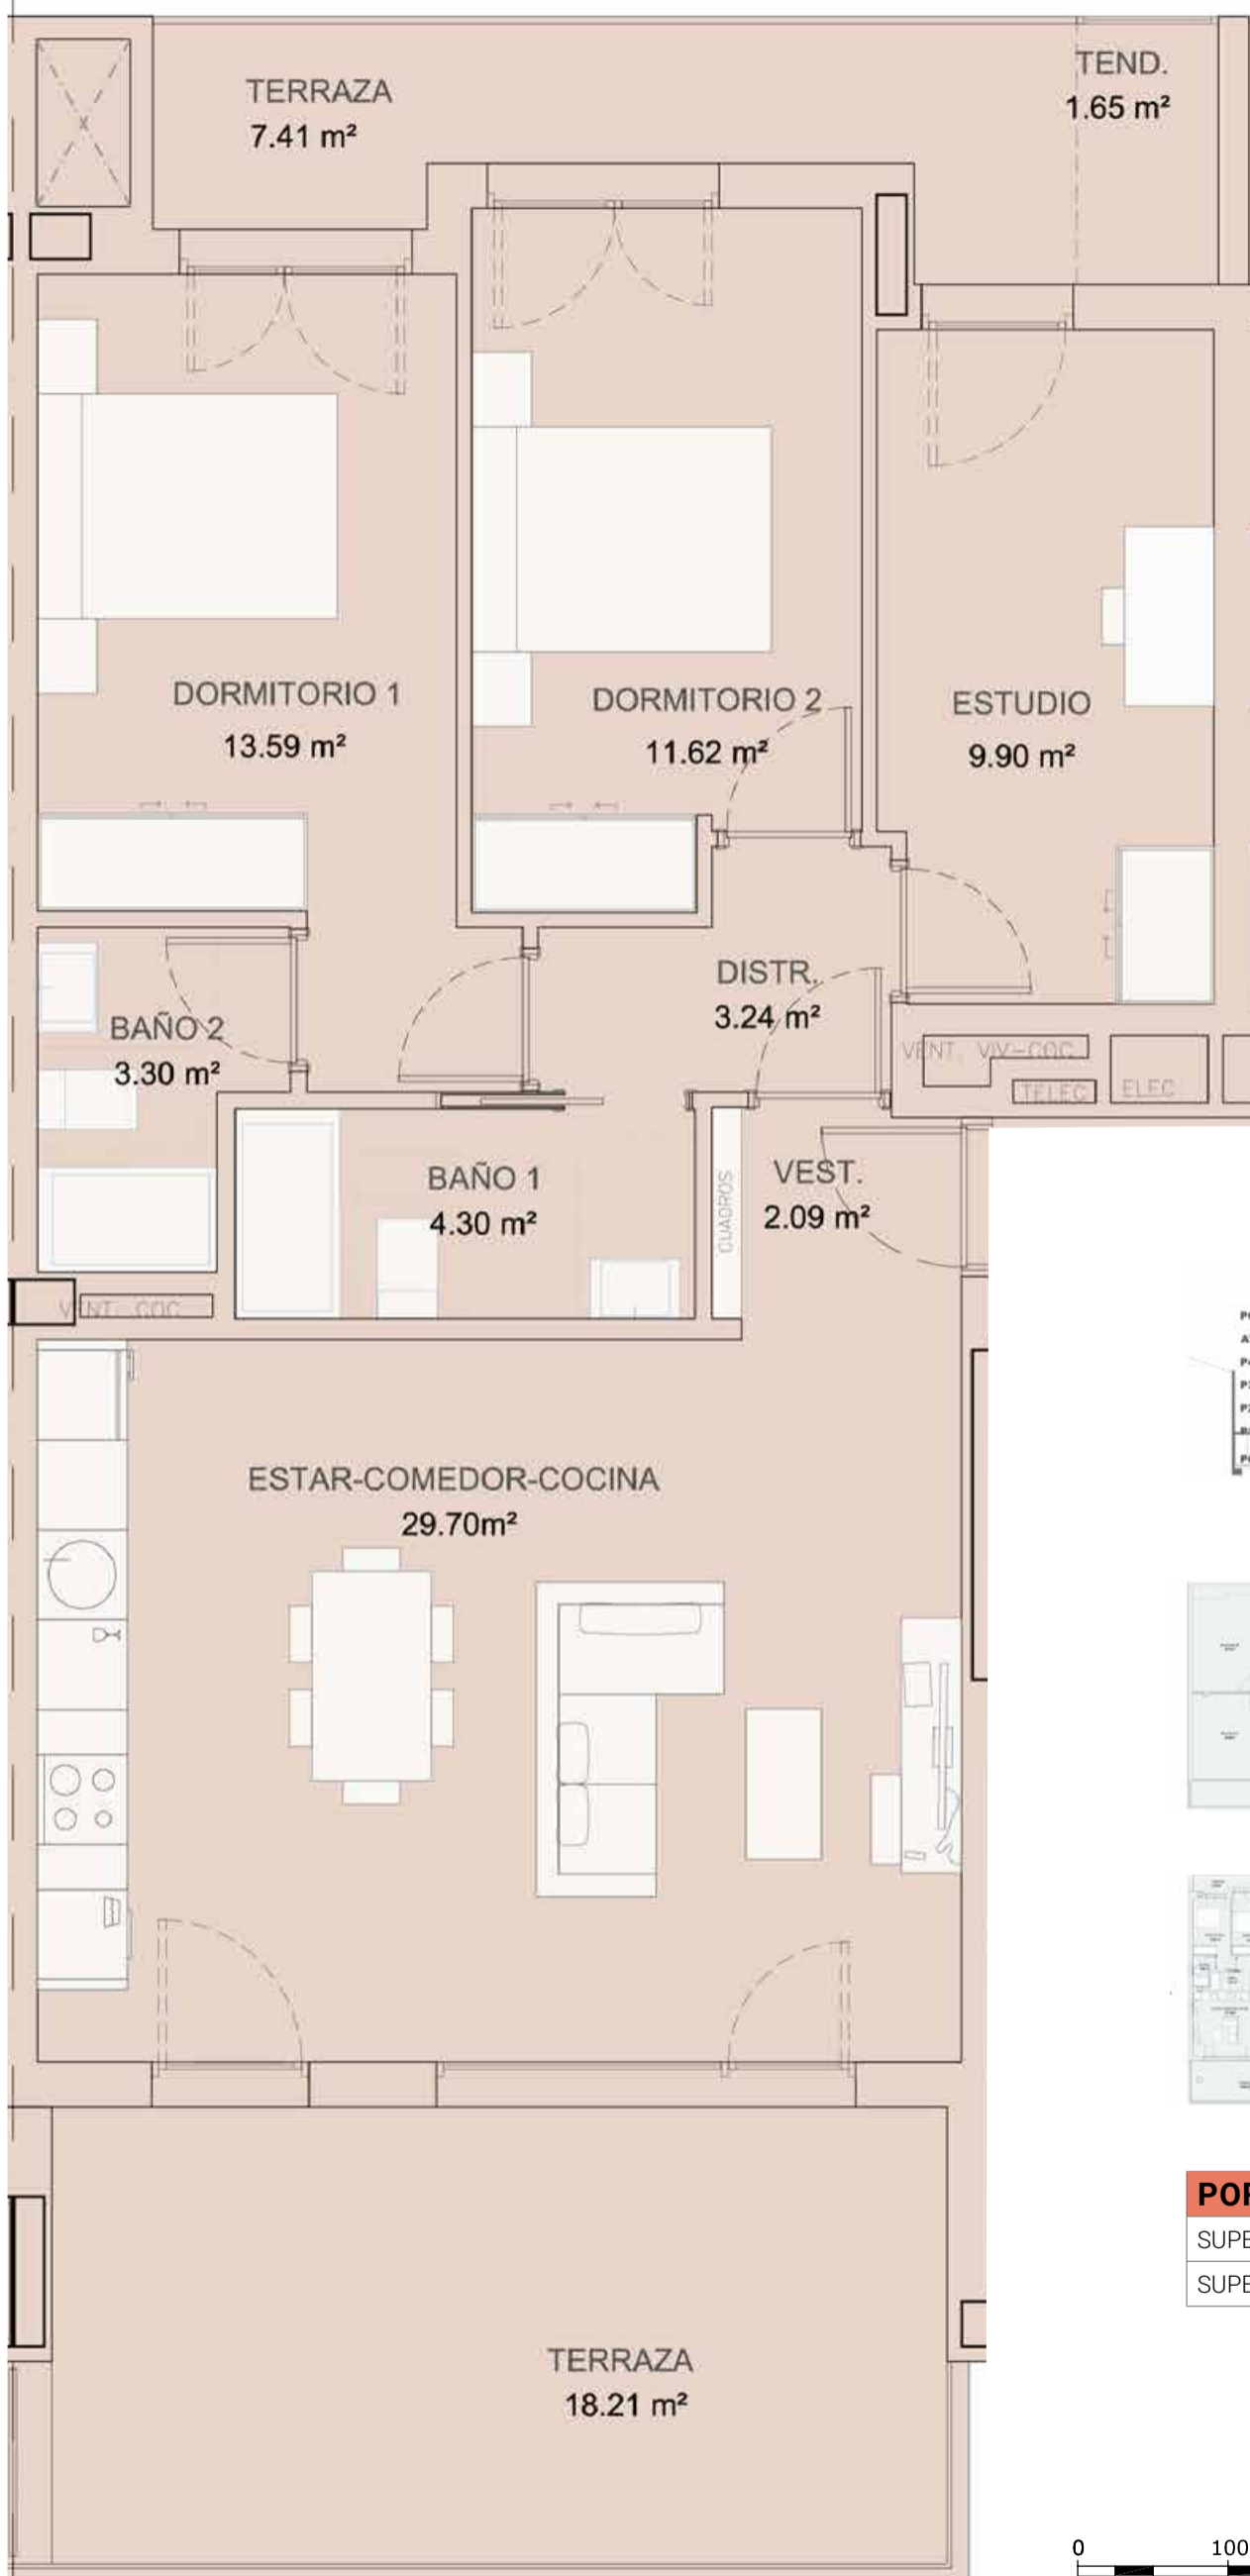 TERRAZA
7.41 m²
TEND.
1.65 m²
DORMITORIO 1
13.59 m²
DORMITORIO 2
11.62 m²
ESTUDIO
9.90 m²
DISTR.
3.24 m²
BAÑO 2
3.30 m²
VENT. VIV-COC
TELEC
ELEC
BAÑO 1
4.30 m²
CUADROS
VEST.
2.09 m²
VENT. COC
ESTAR-COMEDOR-COCINA
29.70m²
TERRAZA
18.21 m²
0
100